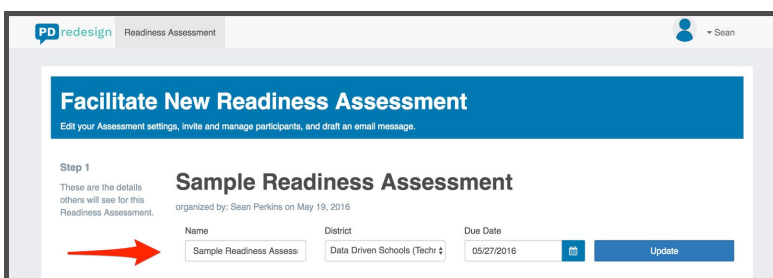 PD redesign Readiness Assessment Sean
Facilitate New Readiness Assessment
Edit your Assessment settings, invite and manage participants, and draft an email message.
Step 1
These are the details
others will see for this
Readiness Assessment.
Sample Readiness Assessment
organized by: Sean Perkins on May 19, 2016
Name District Due Date
Sample Readiness Assess Data Driven Schools (Techr 05/27/2016 Update